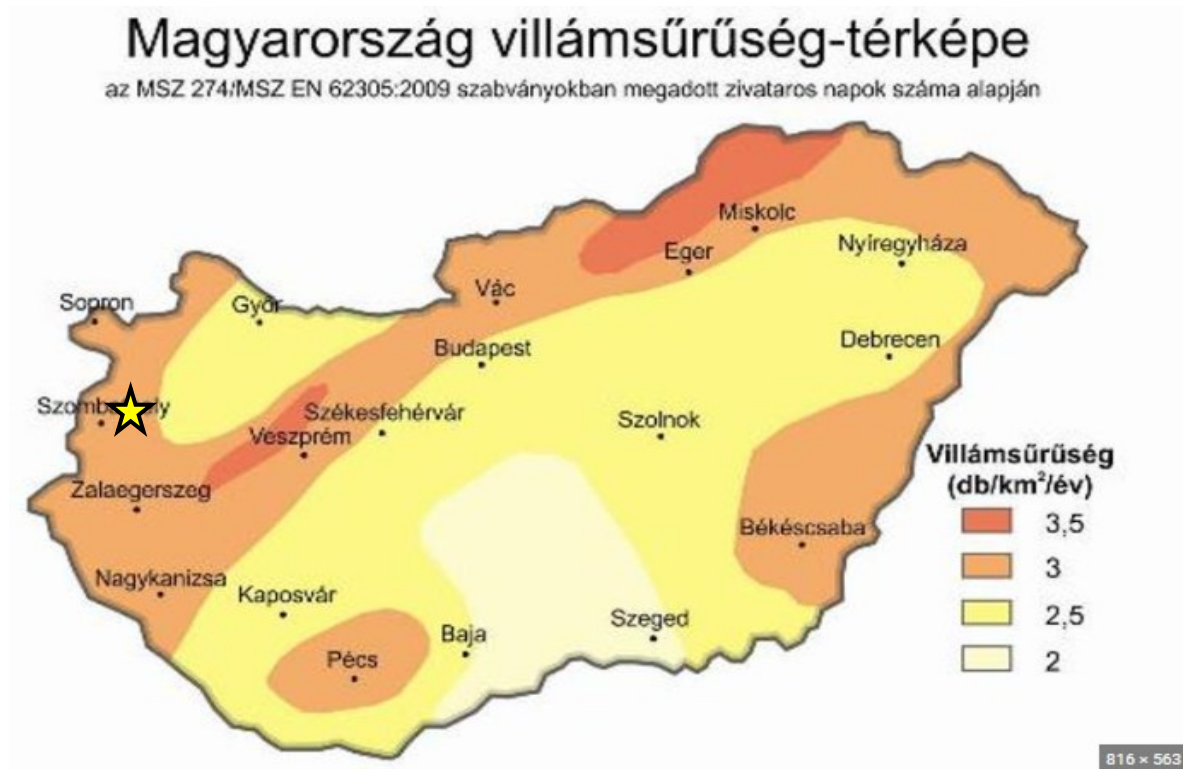 Magyarország villámsűrűség-térképe
az MSZ 274/MSZ EN 62305:2009 szabványokban megadott zivataros napok száma alapján
Miskolc
Eger
Nyíregyháza
Vác
Sopron
Győr
Budapest
Debrecen
Székesfehérvár
Szolnok
Veszprém
Zalaegerszeg
Békéscsaba
Nagykanizsa
Kaposvár
Szeged
Baja
Pécs
Villámsűrűség
(db/km²/év)
3,5
3
2,5
2
816 × 563